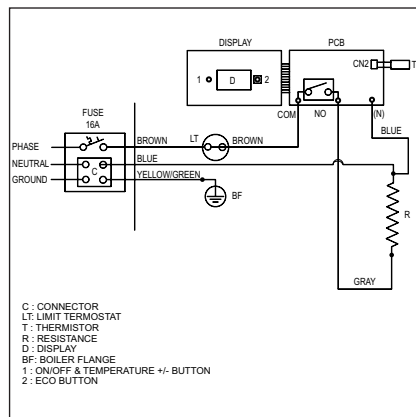 DISPLAY
PCB
CN2
T
1
D
2
FUSE
16A
COM
NO
(N)
PHASE
BROWN
LT
BROWN
BLUE
NEUTRAL
BLUE
C
GROUND
YELLOW/GREEN
BF
R
GRAY
C : CONNECTOR
LT: LIMIT TERMOSTAT
T : THERMISTOR
R : RESISTANCE
D : DISPLAY
BF: BOILER FLANGE
1 : ON/OFF & TEMPERATURE +/- BUTTON
2 : ECO BUTTON